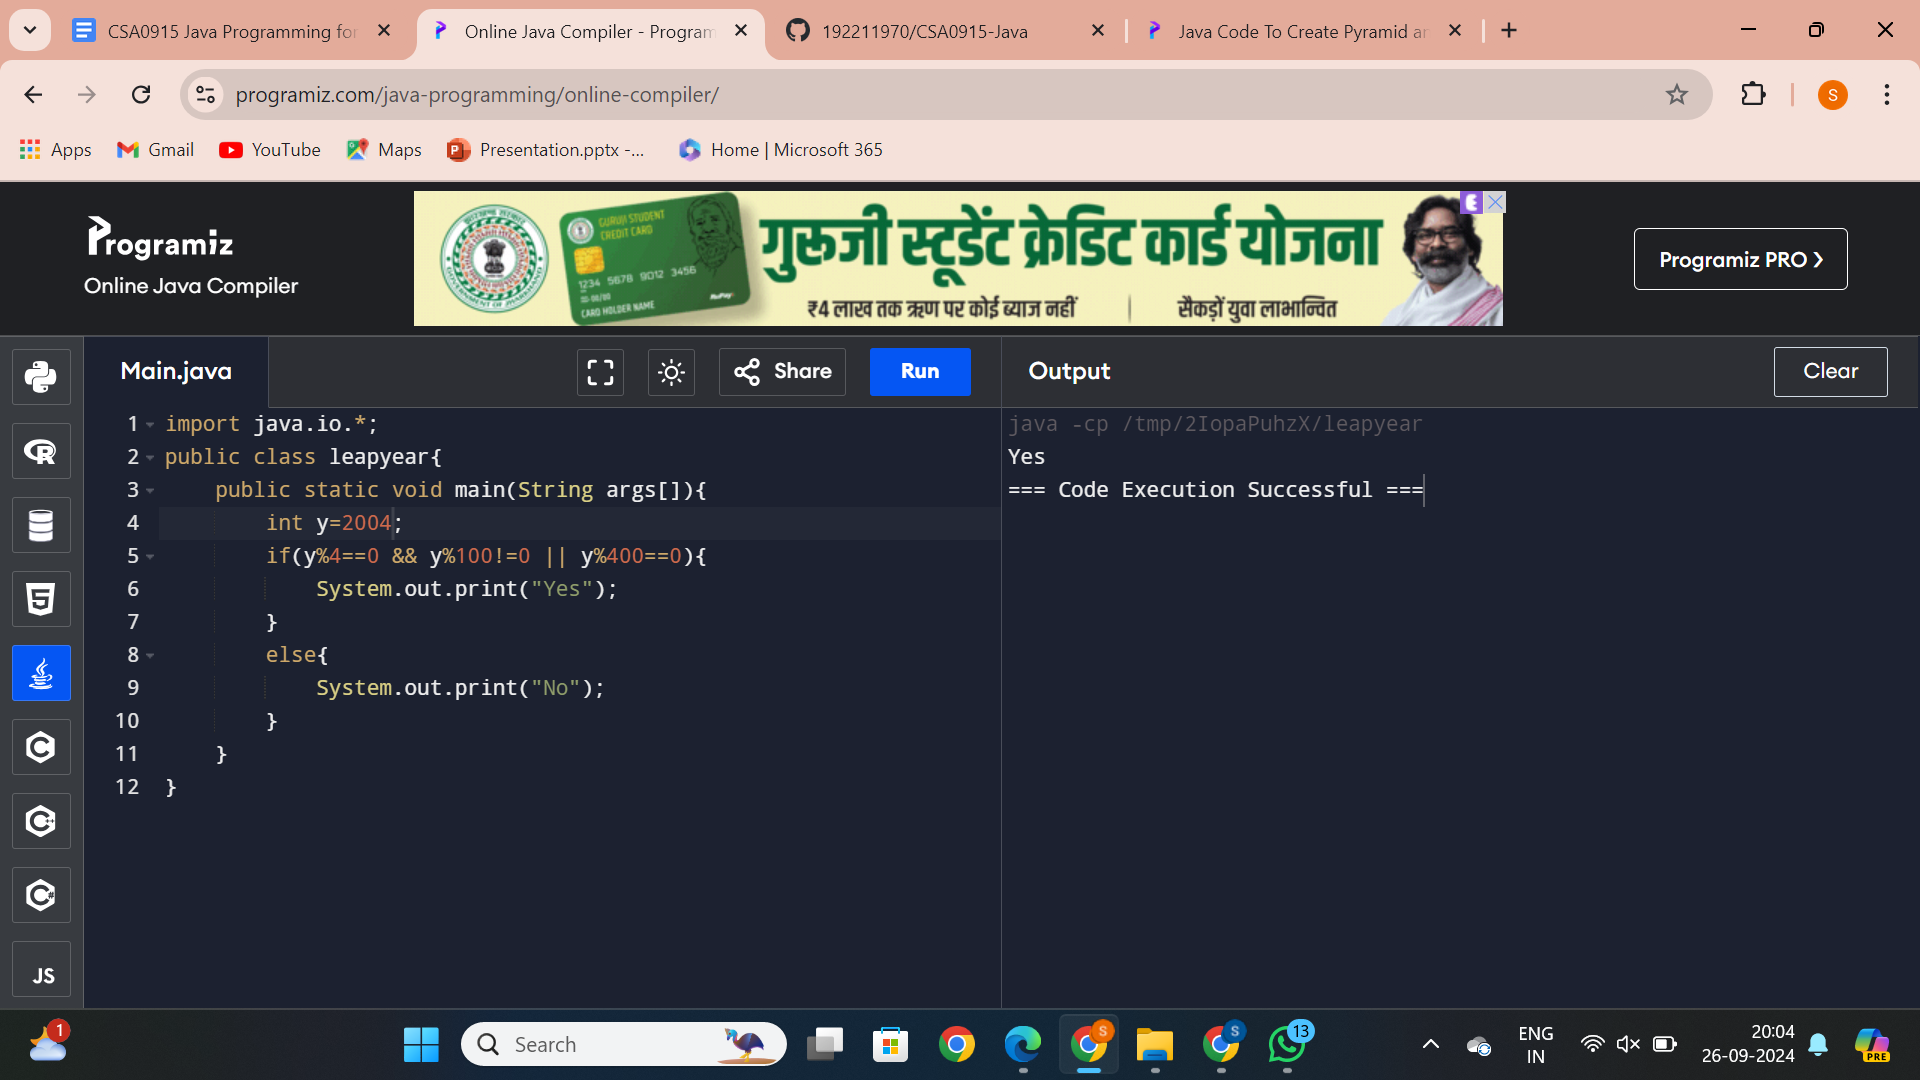 CSA0915 Java Programming for
Online Java Compiler - Program
192211970/CSA0915-Java
Java Code To Create Pyramid an
programiz.com/java-programming/online-compiler/
S
Apps
Gmail
YouTube
Maps
Presentation.pptx -...
Home | Microsoft 365
Programiz
Online Java Compiler
GURUJI STUDENT
CREDIT CARD
1234 5678 9012 3456
CARD HOLDER NAME
RuPay
गुरूजी स्टूडेंट क्रेडिट कार्ड योजना
₹4 लाख तक ऋण पर कोई ब्याज नहीं | सैकड़ों युवा लाभान्वित
Programiz PRO ❯
Main.java
Share
Run
Output
Clear
1 import java.io.*;
2 public class leapyear{
3 public static void main(String args[]){
4 int y=2004;
5 if(y%4==0 && y%100!=0 || y%400==0){
6 System.out.print("Yes");
7 }
8 else{
9 System.out.print("No");
10 }
11 }
12 }
java -cp /tmp/2IopaPuhzX/leapyear
Yes
=== Code Execution Successful ===
JS
1
Search
S
S
13
ENG
IN
20:04
26-09-2024
PRE